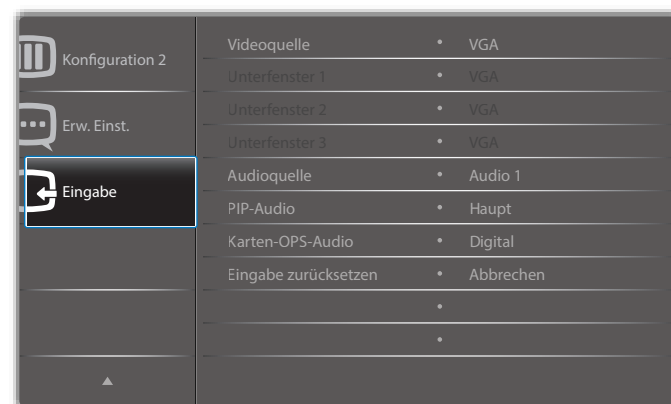 Konfiguration 2
Erw. Einst.
Eingabe
Videoquelle • VGA
Unterfenster 1 • VGA
Unterfenster 2 • VGA
Unterfenster 3 • VGA
Audioquelle • Audio 1
PIP-Audio • Haupt
Karten-OPS-Audio • Digital
Eingabe zurücksetzen • Abbrechen